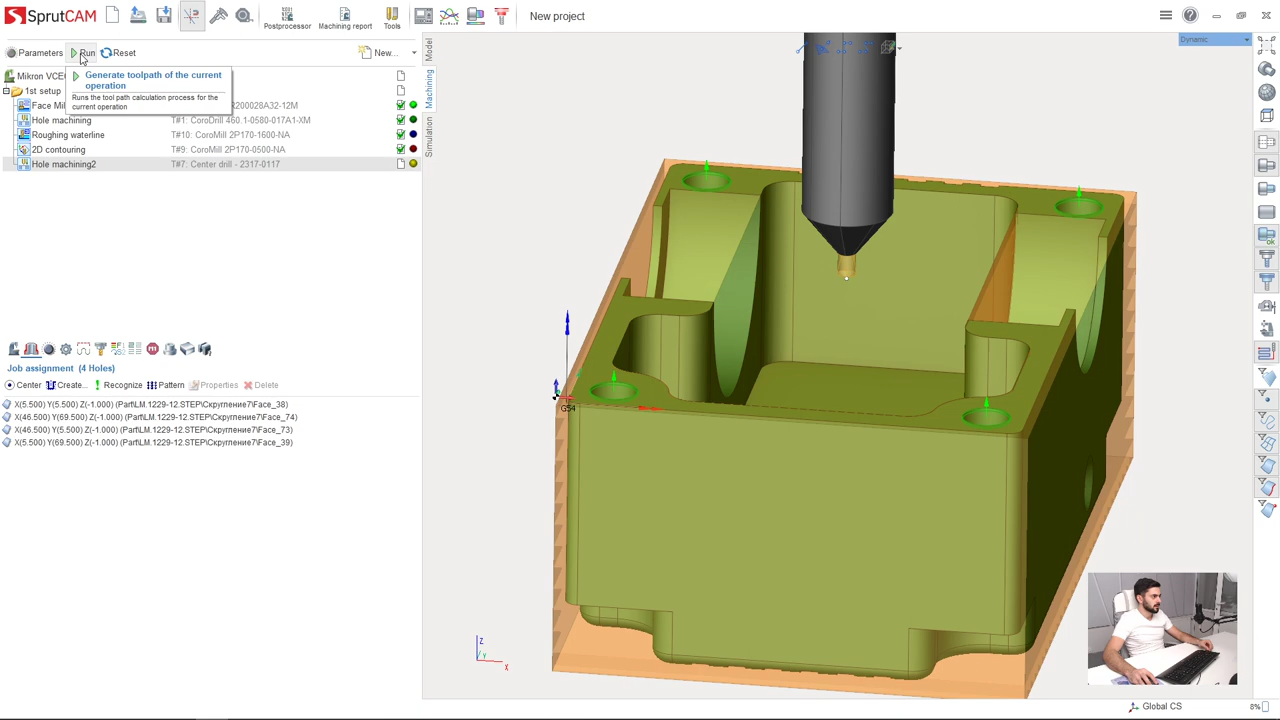 SprutCAM
Postprocessor
Machining report
Tools
New project
Parameters
Run
Reset
New...
Generate toolpath of the current
operation
Runs the tool path calculation process for the
current operation
Mikron VCE
1st setup
Face Mil
R200028A32-12M
Hole machining
T#1: CoroDrill 460.1-0580-017A1-XM
Roughing waterline
T#10: CoroMill 2P170-1600-NA
2D contouring
T#9: CoroMill 2P170-0500-NA
Hole machining2
T#7: Center drill - 2317-0117
Model
Machining
Simulation
Dynamic
Job assignment (4 Holes)
Center
Create...
Recognize
Pattern
Properties
Delete
X(5.500) Y(5.500) Z(-1.000) (Part\LM.1229-12.STEP\Скругление7\Face_38)
X(46.500) Y(69.500) Z(-1.000) (Part\LM.1229-12.STEP\Скругление7\Face_74)
X(46.500) Y(5.500) Z(-1.000) (Part\LM.1229-12.STEP\Скругление7\Face_73)
X(5.500) Y(69.500) Z(-1.000) (Part\LM.1229-12.STEP\Скругление7\Face_39)
G54
Z
Y
X
Global CS
8%